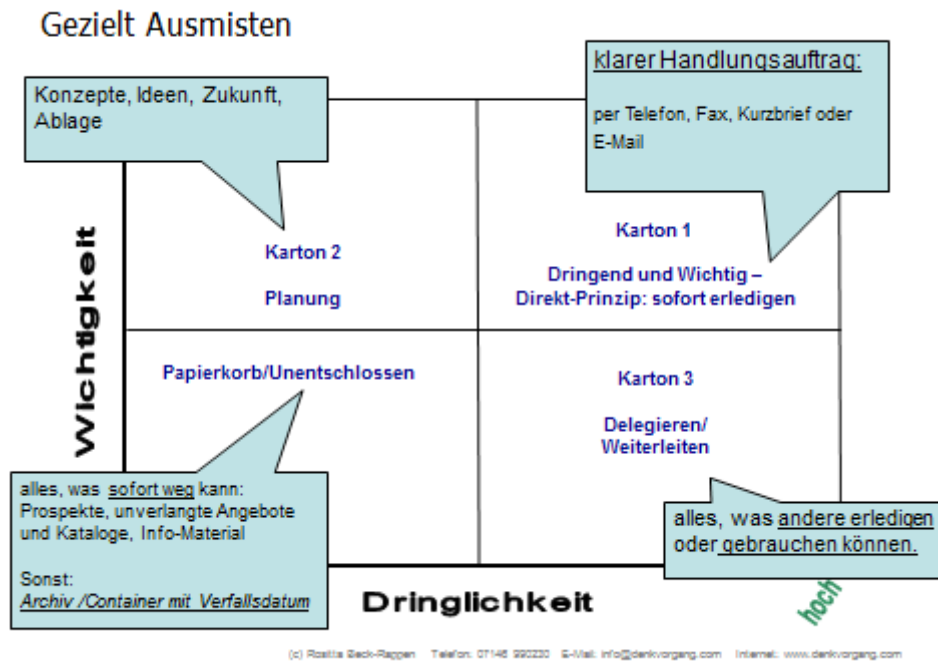 Gezielt Ausmisten
Konzepte, Ideen, Zukunft,
Ablage
klarer Handlungsauftrag:
per Telefon, Fax, Kurzbrief oder
E-Mail
Karton 2
Planung
Karton 1
Dringend und Wichtig –
Direkt-Prinzip: sofort erledigen
Wichtigkeit
Papierkorb/Unentschlossen
Karton 3
Delegieren/
Weiterleiten
alles, was sofort weg kann:
Prospekte, unverlangte Angebote
und Kataloge, Info-Material
Sonst:
Archiv /Container mit Verfallsdatum
alles, was andere erledigen
oder gebrauchen können.
Dringlichkeit
hoch
(c) Rositta Beck-Rappen Telefon: 07146 990230 E-Mail: info@denkvorgang.com Internet: www.denkvorgang.com